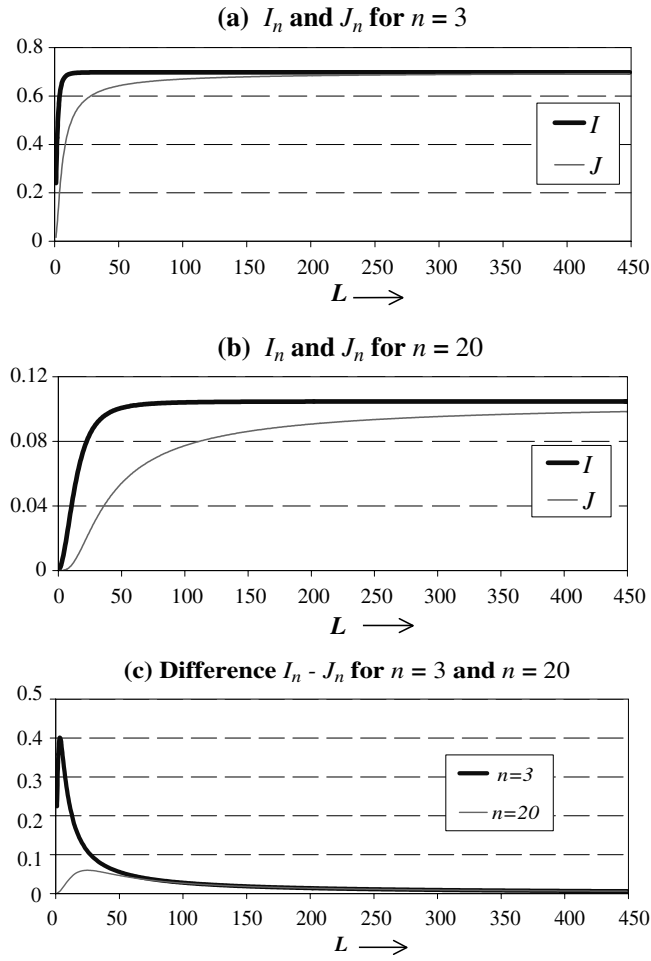 (a) Iₙ and Jₙ for n = 3
0.8
0.6
0.4
0.2
0
I
J
0 50 100 150 200 250 300 350 400 450
L →
(b) Iₙ and Jₙ for n = 20
0.12
0.08
0.04
0
I
J
0 50 100 150 200 250 300 350 400 450
L →
(c) Difference Iₙ - Jₙ for n = 3 and n = 20
0.5
0.4
0.3
0.2
0.1
0
n=3
n=20
0 50 100 150 200 250 300 350 400 450
L →